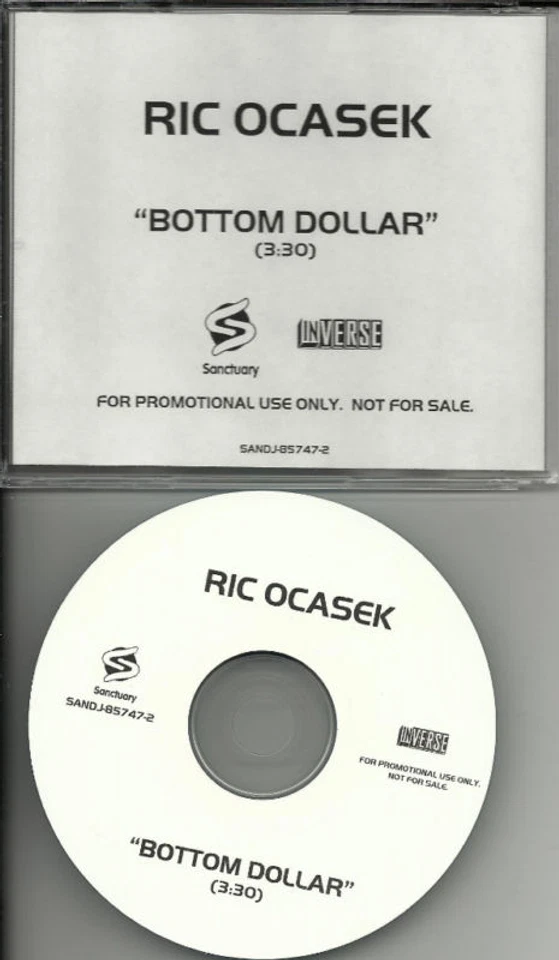 RIC OCASEK
“BOTTOM DOLLAR”
(3:30)
Sanctuary
INVERSE
FOR PROMOTIONAL USE ONLY. NOT FOR SALE.
SANDJ-85747-2
RIC OCASEK
Sanctuary
SANDJ-85747-2
INVERSE
FOR PROMOTIONAL USE ONLY.
NOT FOR SALE.
“BOTTOM DOLLAR”
(3:30)